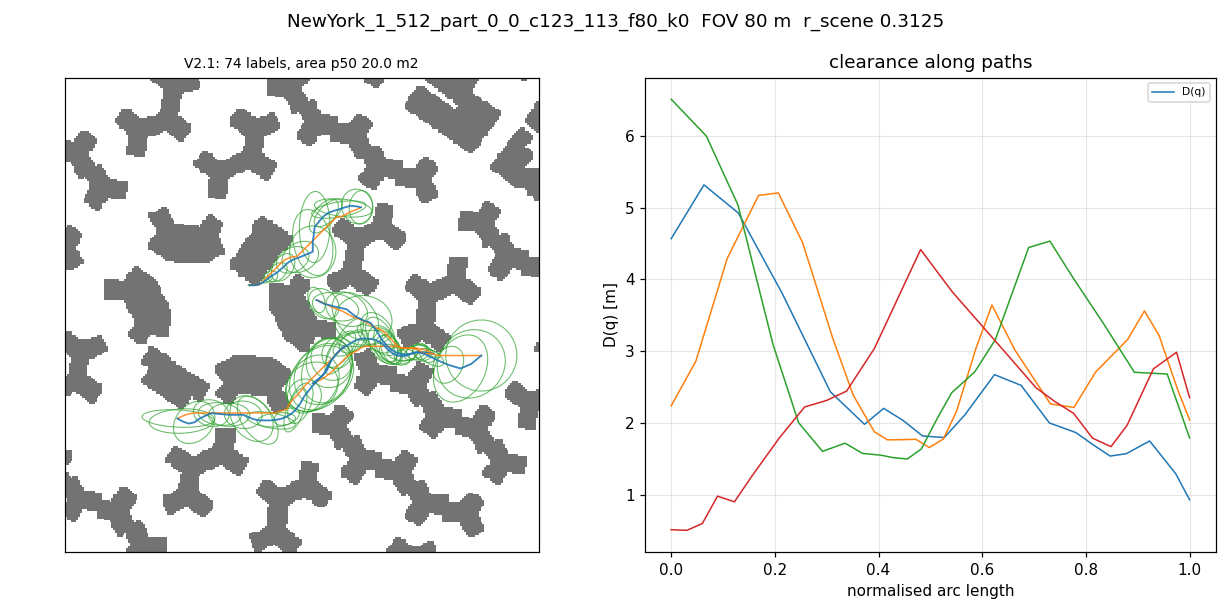 NewYork_1_512_part_0_0_c123_113_f80_k0  FOV 80 m  r_scene 0.3125
V2.1: 74 labels, area p50 20.0 m2
clearance along paths
D(q)
D(q) [m]
6
5
4
3
2
1
0.0 0.2 0.4 0.6 0.8 1.0
normalised arc length